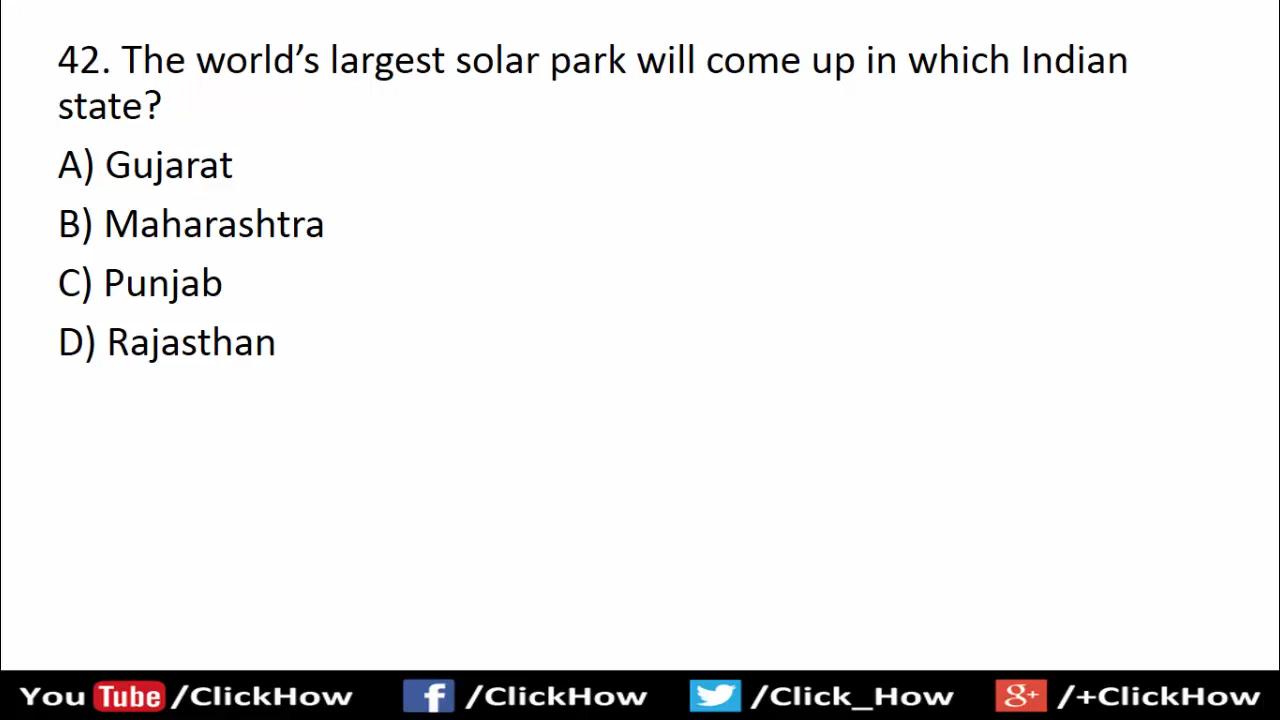 42. The world’s largest solar park will come up in which Indian
state?
A) Gujarat
B) Maharashtra
C) Punjab
D) Rajasthan
You Tube /ClickHow f /ClickHow /Click_How g+ /+ClickHow